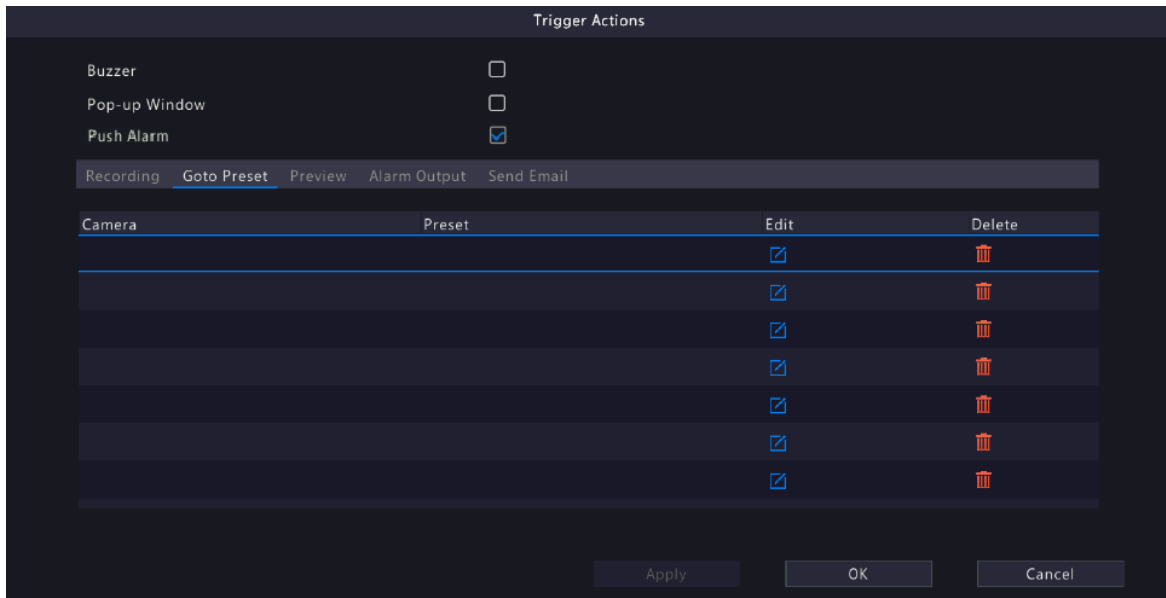 Trigger Actions
Buzzer
Pop-up Window
Push Alarm
Recording Goto Preset Preview Alarm Output Send Email
Camera Preset Edit Delete
Apply OK Cancel